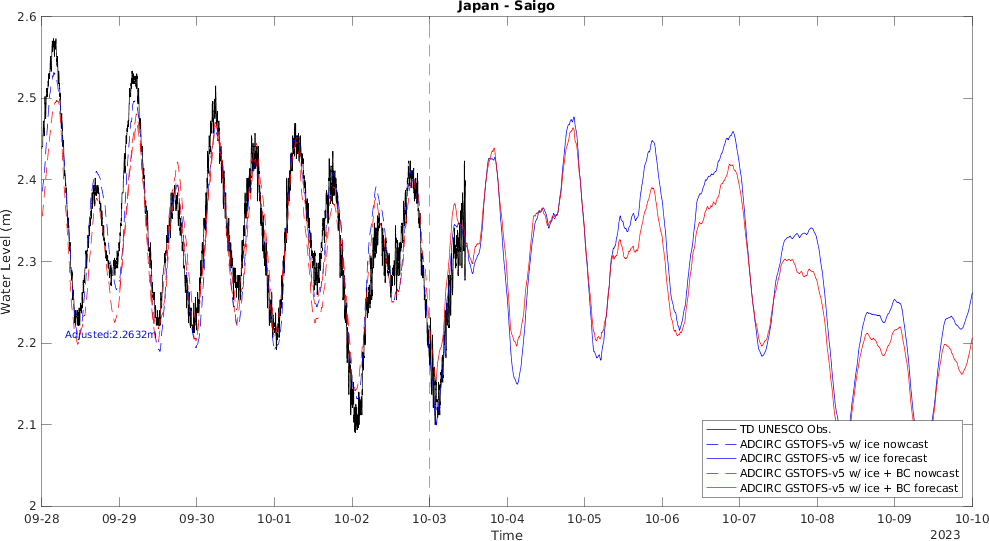 Japan - Saigo
2.6
2.5
2.4
2.3
2.2
2.1
2
Water Level (m)
Adjusted:2.2632m
TD UNESCO Obs.
ADCIRC GSTOFS-v5 w/ ice nowcast
ADCIRC GSTOFS-v5 w/ ice forecast
ADCIRC GSTOFS-v5 w/ ice + BC nowcast
ADCIRC GSTOFS-v5 w/ ice + BC forecast
09-28 09-29 09-30 10-01 10-02 10-03 10-04 10-05 10-06 10-07 10-08 10-09 10-10
Time
2023